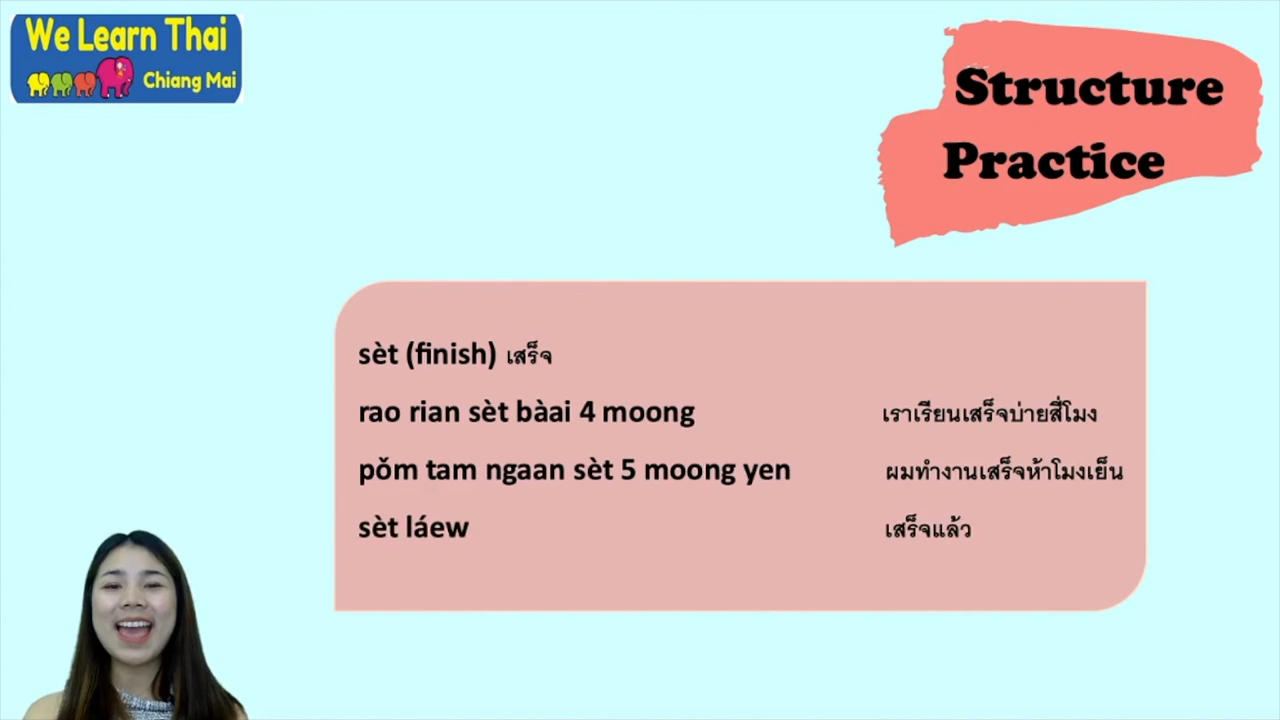 We Learn Thai
Chiang Mai
Structure
Practice
sèt (finish) เสร็จ
rao rian sèt bàai 4 moong เราเรียนเสร็จบ่ายสี่โมง
pǒm tam ngaan sèt 5 moong yen ผมทำงานเสร็จห้าโมงเย็น
sèt láew เสร็จแล้ว